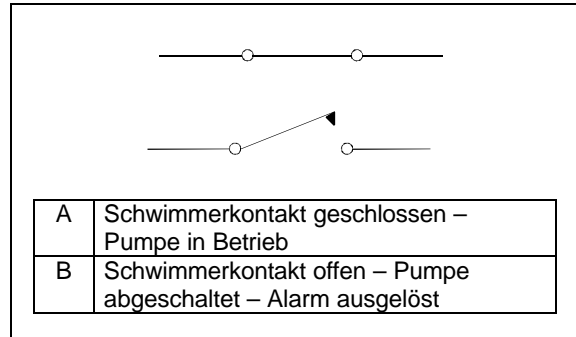 A Schwimmerkontakt geschlossen –
Pumpe in Betrieb
B Schwimmerkontakt offen – Pumpe
abgeschaltet – Alarm ausgelöst